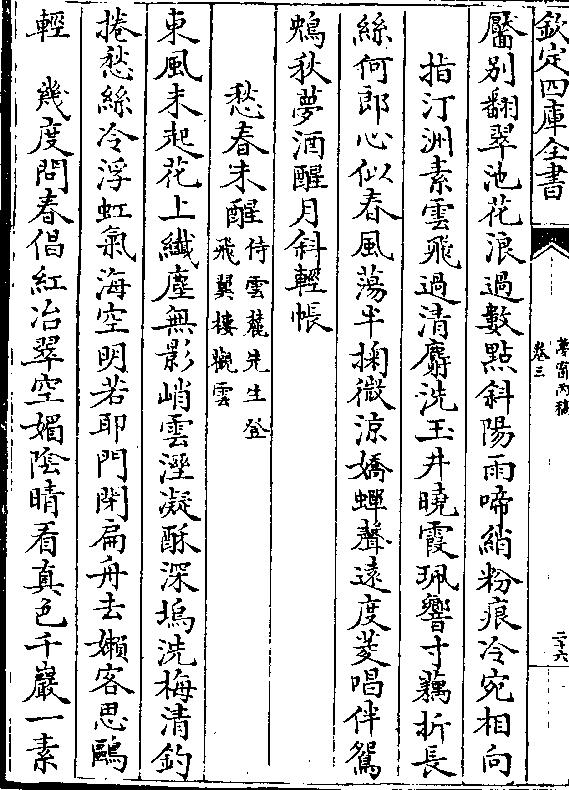 欽定四庫全書
夢窗丙稿
卷三
二十六
靨別翻翠池花浪過數點斜陽雨啼綃粉痕冷宛相向
指汀洲素雲飛過清麝洗玉井曉霞珮響寸藕折長
絲何郎心似春風蕩半掬微涼嬌蟬聲遠度菱唱伴鴛
鴦秋夢酒醒月斜輕帳
愁春未醒侍雲麓先生登
飛翼樓觀雲
東風未起花上纖塵無影峭雲溼凝酥深塢洗梅清釣
捲愁絲冷浮虹氣海空明若耶門閉扁舟去嬾客思鷗
輕　幾度問春倡紅冶翠空媚陰晴看真色千巖一素